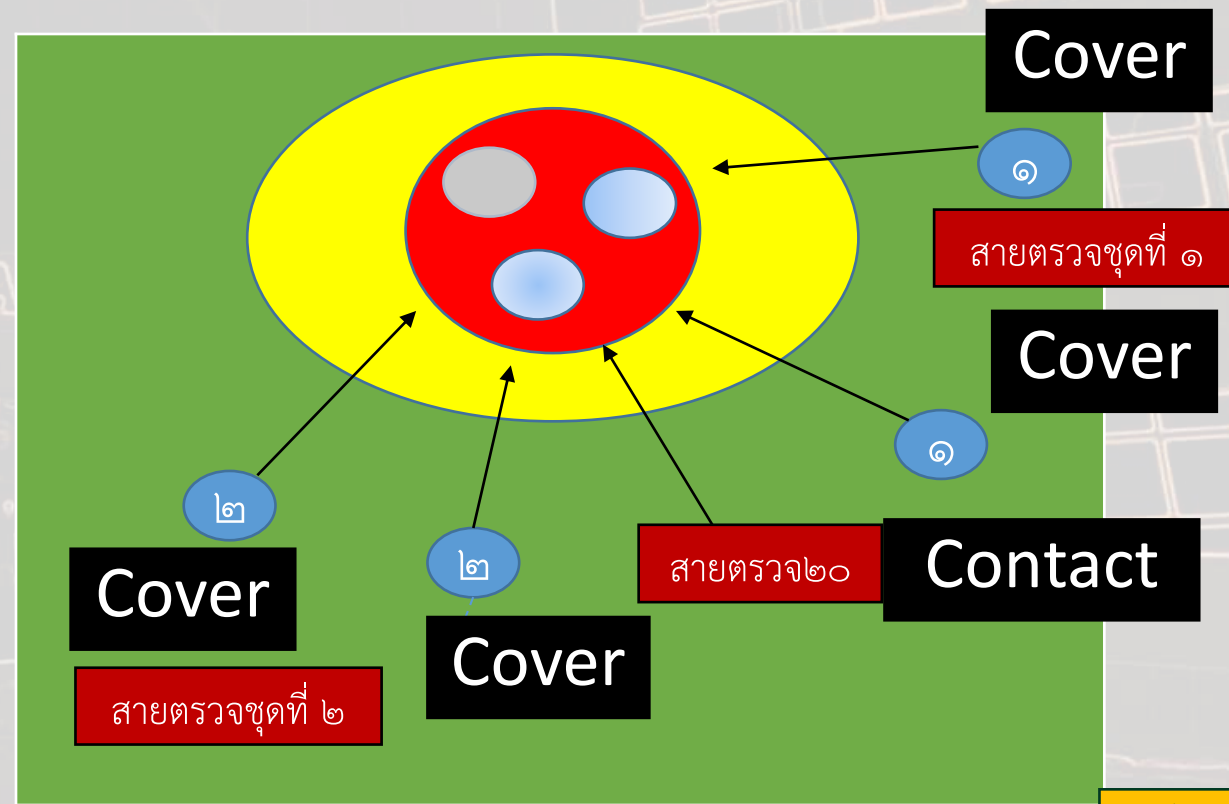 Cover
๑
สายตรวจชุดที่ ๑
Cover
๑
๒
Cover
สายตรวจชุดที่ ๒
๒
Cover
สายตรวจ๒๐
Contact